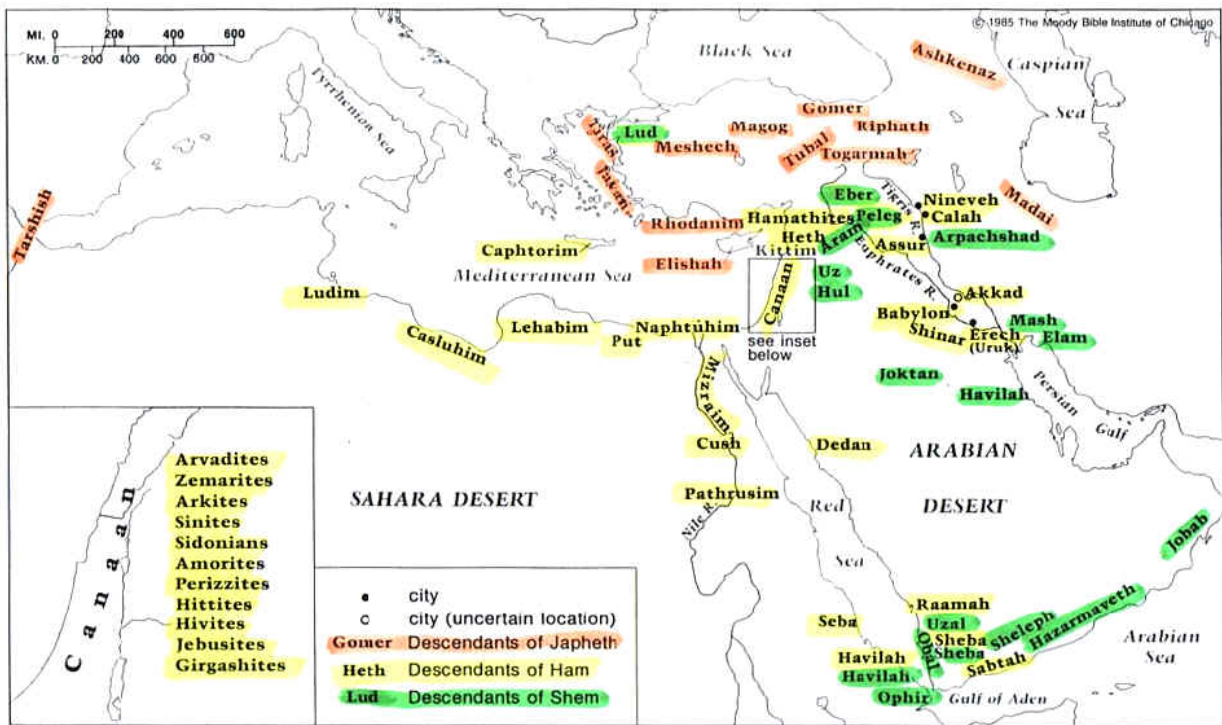 © 1985 The Moody Bible Institute of Chicago
MI. 0 200 400 600
KM. 0 200 400 600 800
Black Sea
Caspian
Sea
Ashkenaz
Tyrrhenian Sea
Gomer
Riphath
Magog
Tiras
Lud
Meshech
Tubal
Togarmah
Javan
Tarshish
Eber
Tigris R.
Nineveh
Calah
Madai
Rhodanim
Hamathites
Peleg
Heth
Aram
Assur
Arpachshad
Caphtorim
Kittim
Mediterranean Sea
Elishah
Euphrates R.
Uz
Hul
Canaan
Ludim
Akkad
Babylon
Shinar
Erech
(Uruk)
Mash
Elam
Casluhim
Lehabim
Put
Naphtuhim
see inset
below
Mizraim
Joktan
Havilah
Persian
Gulf
Cush
Dedan
ARABIAN
DESERT
SAHARA DESERT
Pathrusim
Nile R.
Red
Sea
Jobab
Seba
Raamah
Uzal
Sheba
Sheba
Obal
Sheleph
Hazarmaveth
Sabtah
Havilah
Havilah
Ophir
Gulf of Aden
Arabian
Sea
Canaan
Arvadites
Zemarites
Arkites
Sinites
Sidonians
Amorites
Perizzites
Hittites
Hivites
Jebusites
Girgashites
city
city (uncertain location)
Gomer Descendants of Japheth
Heth Descendants of Ham
Lud Descendants of Shem